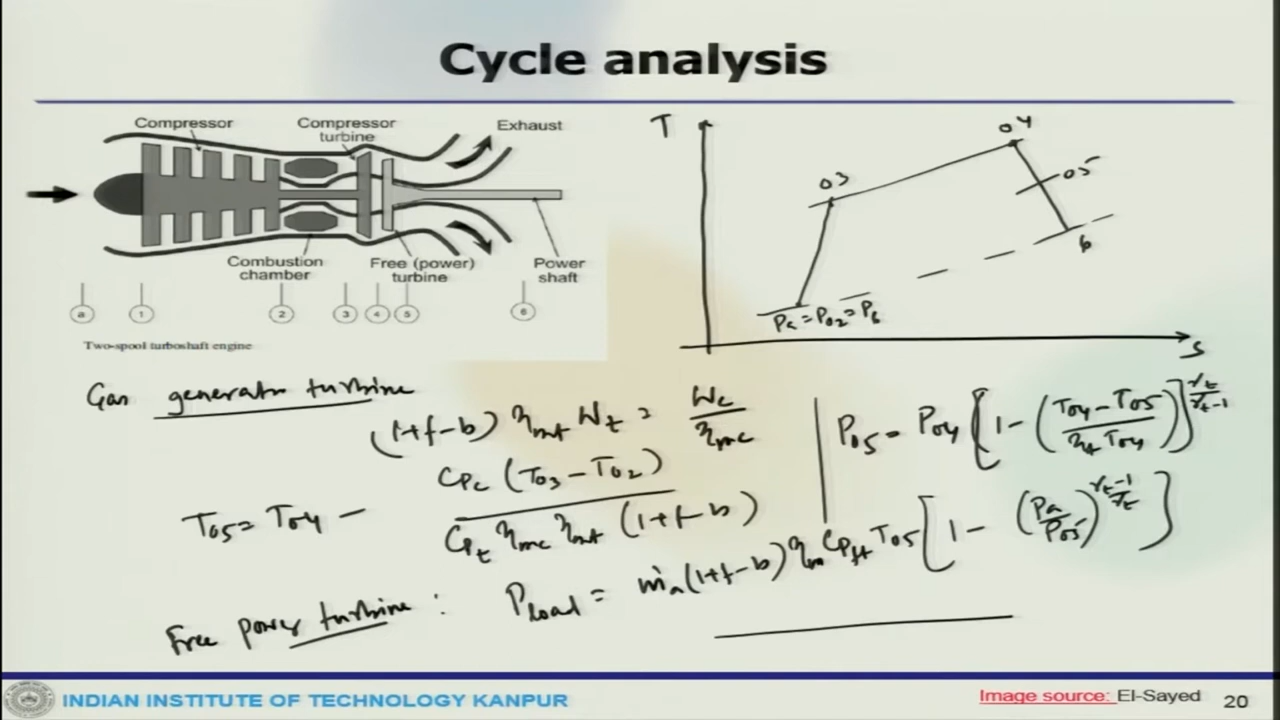 Cycle analysis
Compressor
Compressor turbine
Exhaust
Combustion chamber
Free (power) turbine
Power shaft
a 1 2 3 4 5 6
Two-spool turboshaft engine
T
03
04
05
6
Pa = P02 = P6
S
Gas generator turbine
(1+f-b) ηmt Wt = Wc / ηmc
T05 = T04 - CPc (T03 - T02) / CPt ηmc ηmt (1+f-b)
P05 = P04 [1 - (T04 - T05 / ηt T04)]^γt/γt-1
Free power turbine : Pload = ṁa (1+f-b) ηm CPft T05 [1 - (Pa/P05)^γt-1/γt]
INDIAN INSTITUTE OF TECHNOLOGY KANPUR
Image source: El-Sayed
20